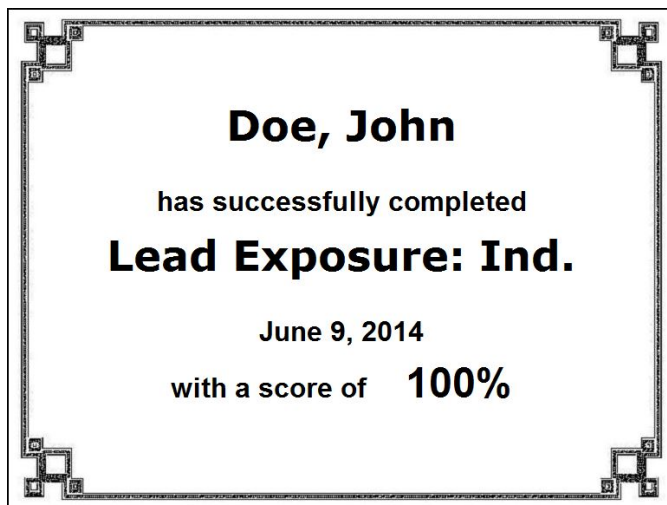 Doe, John
has successfully completed
Lead Exposure: Ind.
June 9, 2014
with a score of 100%